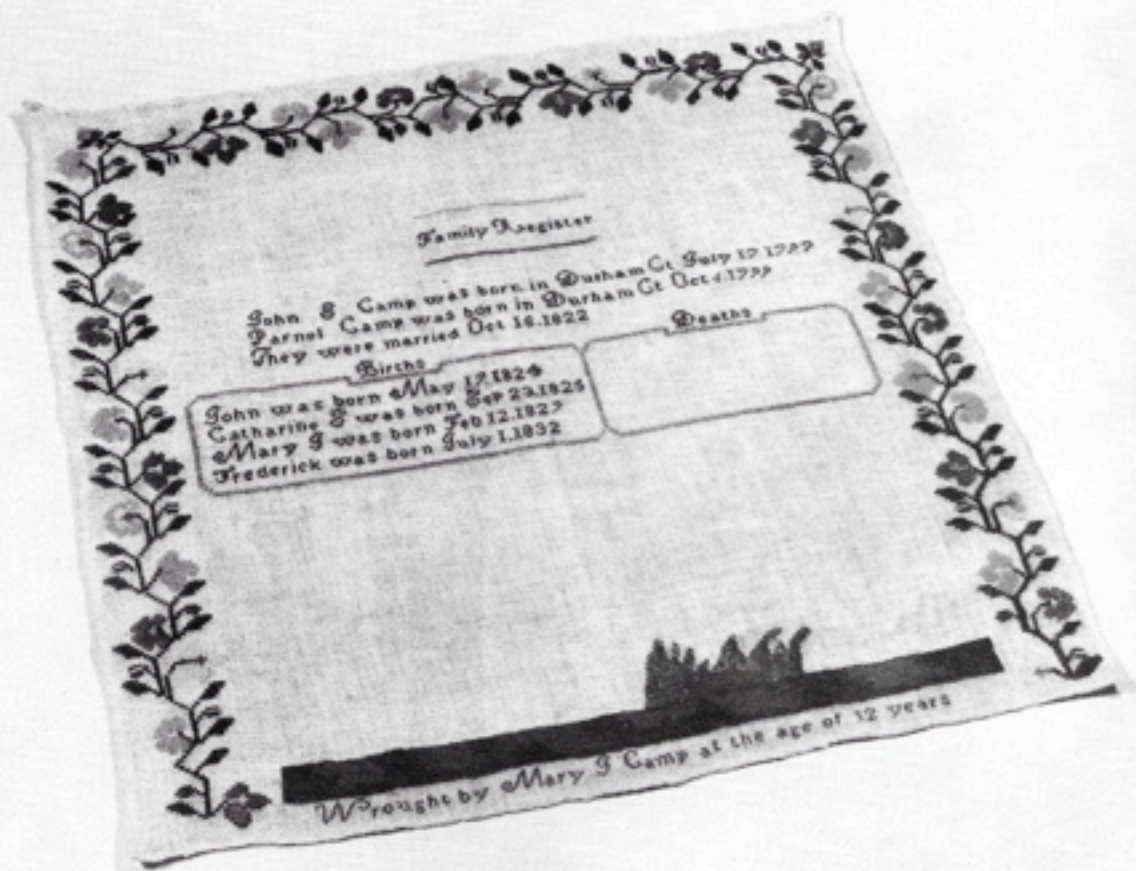 Family Register
John S Camp was born in Durham Ct July 17 1797
Parnol Camp was born in Durham Ct Oct 4 1799
They were married Oct 16.1822
Births
Deaths
John was born May 17.1824
Catharine S was born Sep 23.1825
Mary J was born Feb 12.1827
Frederick was born July 1.1832
Wrought by Mary J Camp at the age of 12 years